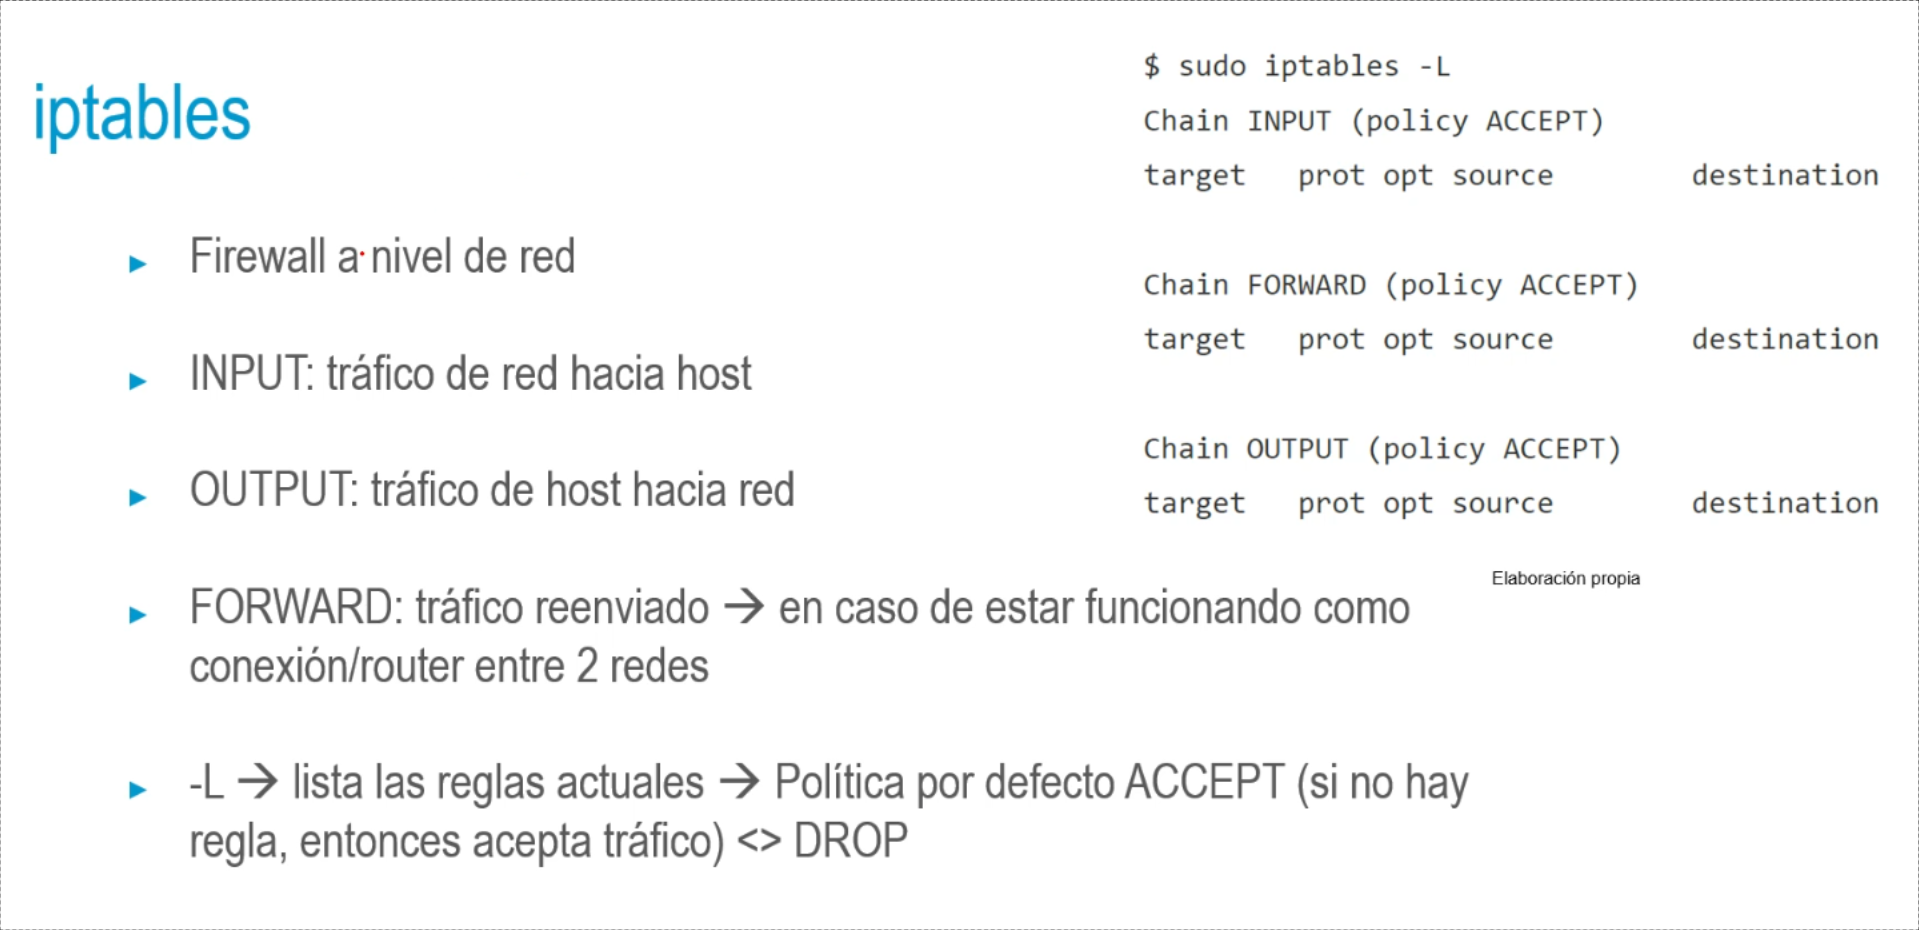 iptables
Firewall a nivel de red
INPUT: tráfico de red hacia host
OUTPUT: tráfico de host hacia red
FORWARD: tráfico reenviado → en caso de estar funcionando como
conexión/router entre 2 redes
-L → lista las reglas actuales → Política por defecto ACCEPT (si no hay
regla, entonces acepta tráfico) <> DROP
$ sudo iptables -L
Chain INPUT (policy ACCEPT)
target prot opt source destination
Chain FORWARD (policy ACCEPT)
target prot opt source destination
Chain OUTPUT (policy ACCEPT)
target prot opt source destination
Elaboración propia